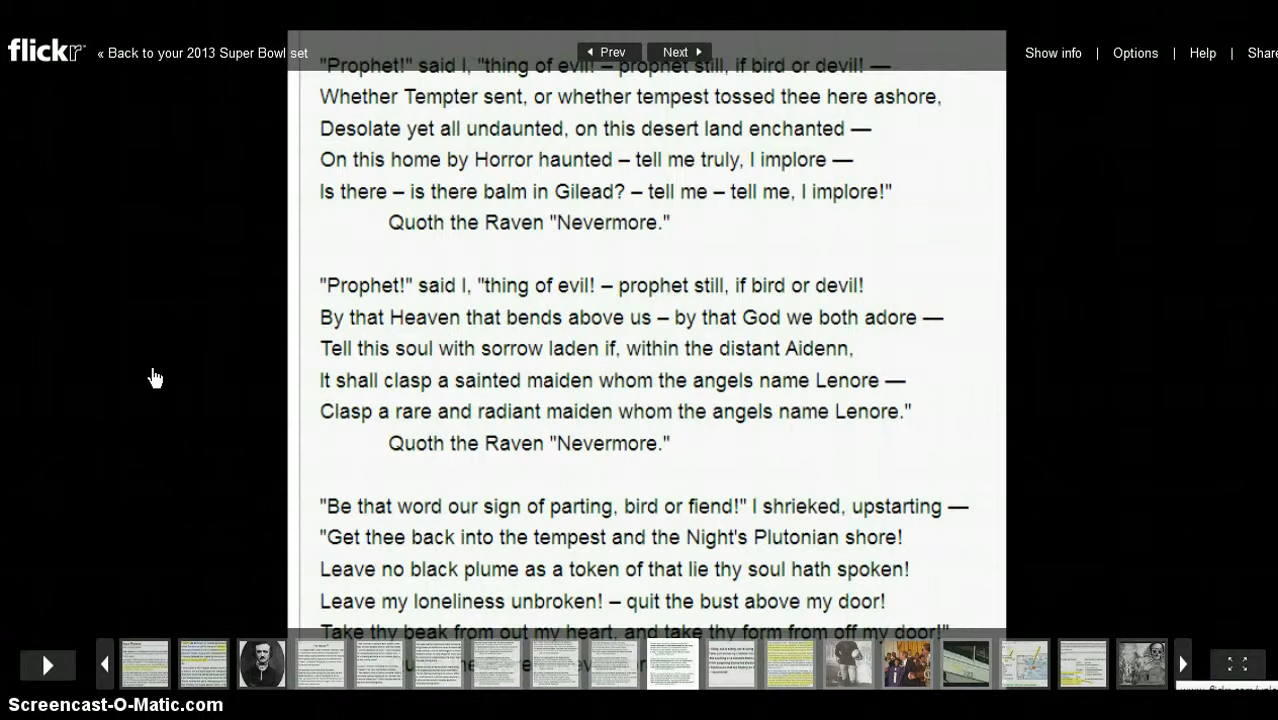 flickr
« Back to your 2013 Super Bowl set
Prev
Next
Show info | Options | Help | Share
"Prophet!" said I, "thing of evil! – prophet still, if bird or devil! —
Whether Tempter sent, or whether tempest tossed thee here ashore,
Desolate yet all undaunted, on this desert land enchanted —
On this home by Horror haunted – tell me truly, I implore —
Is there – is there balm in Gilead? – tell me – tell me, I implore!"
Quoth the Raven "Nevermore."
"Prophet!" said I, "thing of evil! – prophet still, if bird or devil!
By that Heaven that bends above us – by that God we both adore —
Tell this soul with sorrow laden if, within the distant Aidenn,
It shall clasp a sainted maiden whom the angels name Lenore —
Clasp a rare and radiant maiden whom the angels name Lenore."
Quoth the Raven "Nevermore."
"Be that word our sign of parting, bird or fiend!" I shrieked, upstarting —
"Get thee back into the tempest and the Night's Plutonian shore!
Leave no black plume as a token of that lie thy soul hath spoken!
Leave my loneliness unbroken! – quit the bust above my door!
Take thy beak from out my heart, and take thy form from off my door!"
Screencast-O-Matic.com